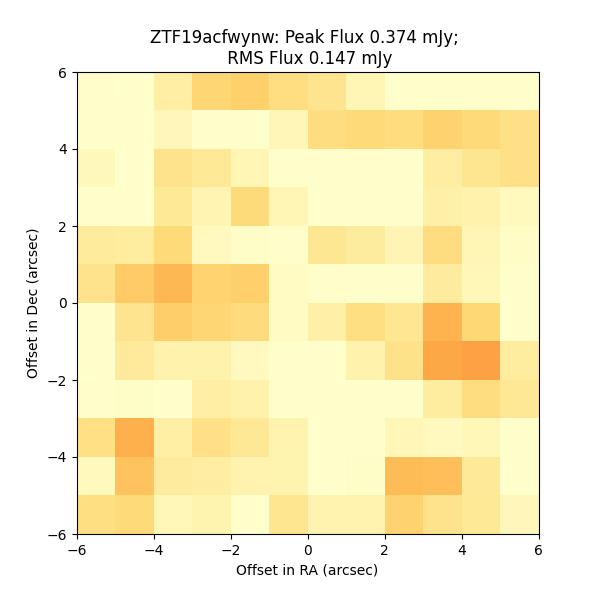 ZTF19acfwynw: Peak Flux 0.374 mJy;
RMS Flux 0.147 mJy
6
4
2
0
−2
−4
−6
Offset in Dec (arcsec)
−6 −4 −2 0 2 4 6
Offset in RA (arcsec)